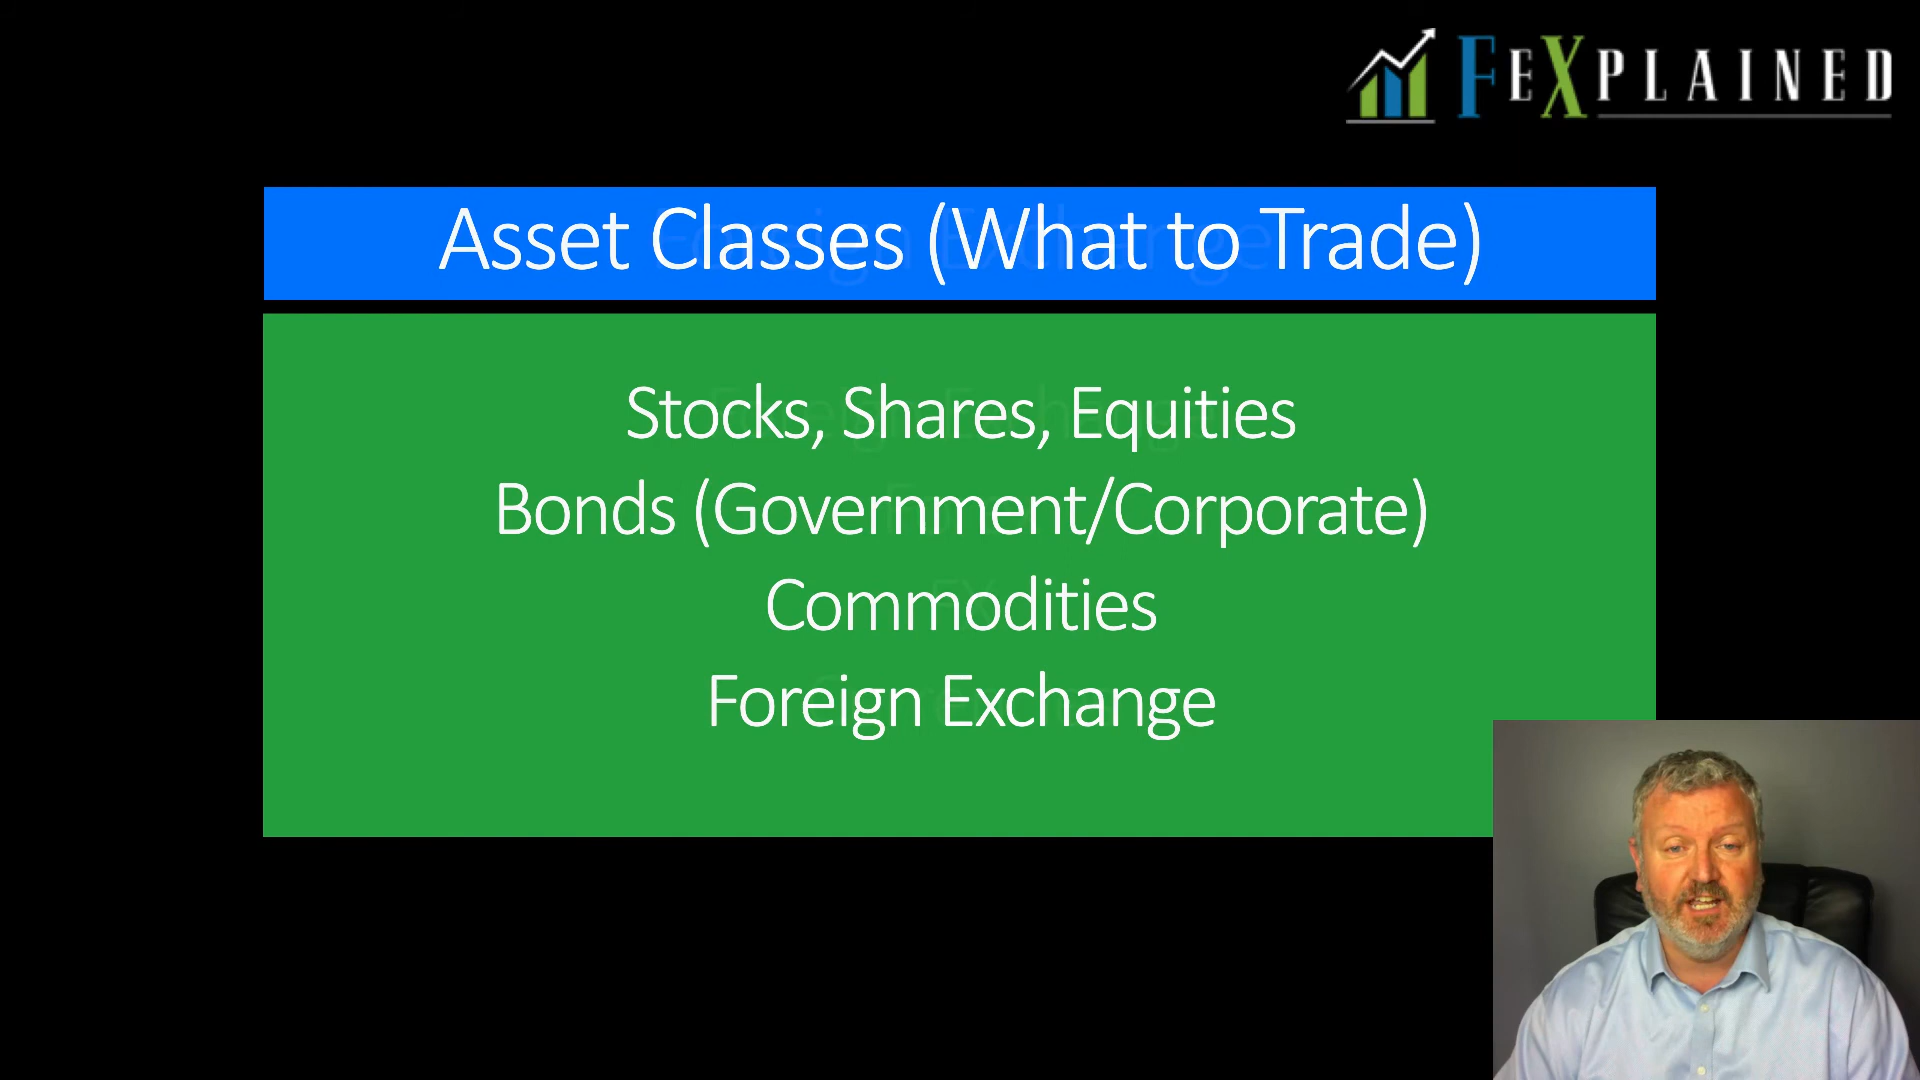 FEXPLAINED
Asset Classes (What to Trade)
Stocks, Shares, Equities
Bonds (Government/Corporate)
Commodities
Foreign Exchange